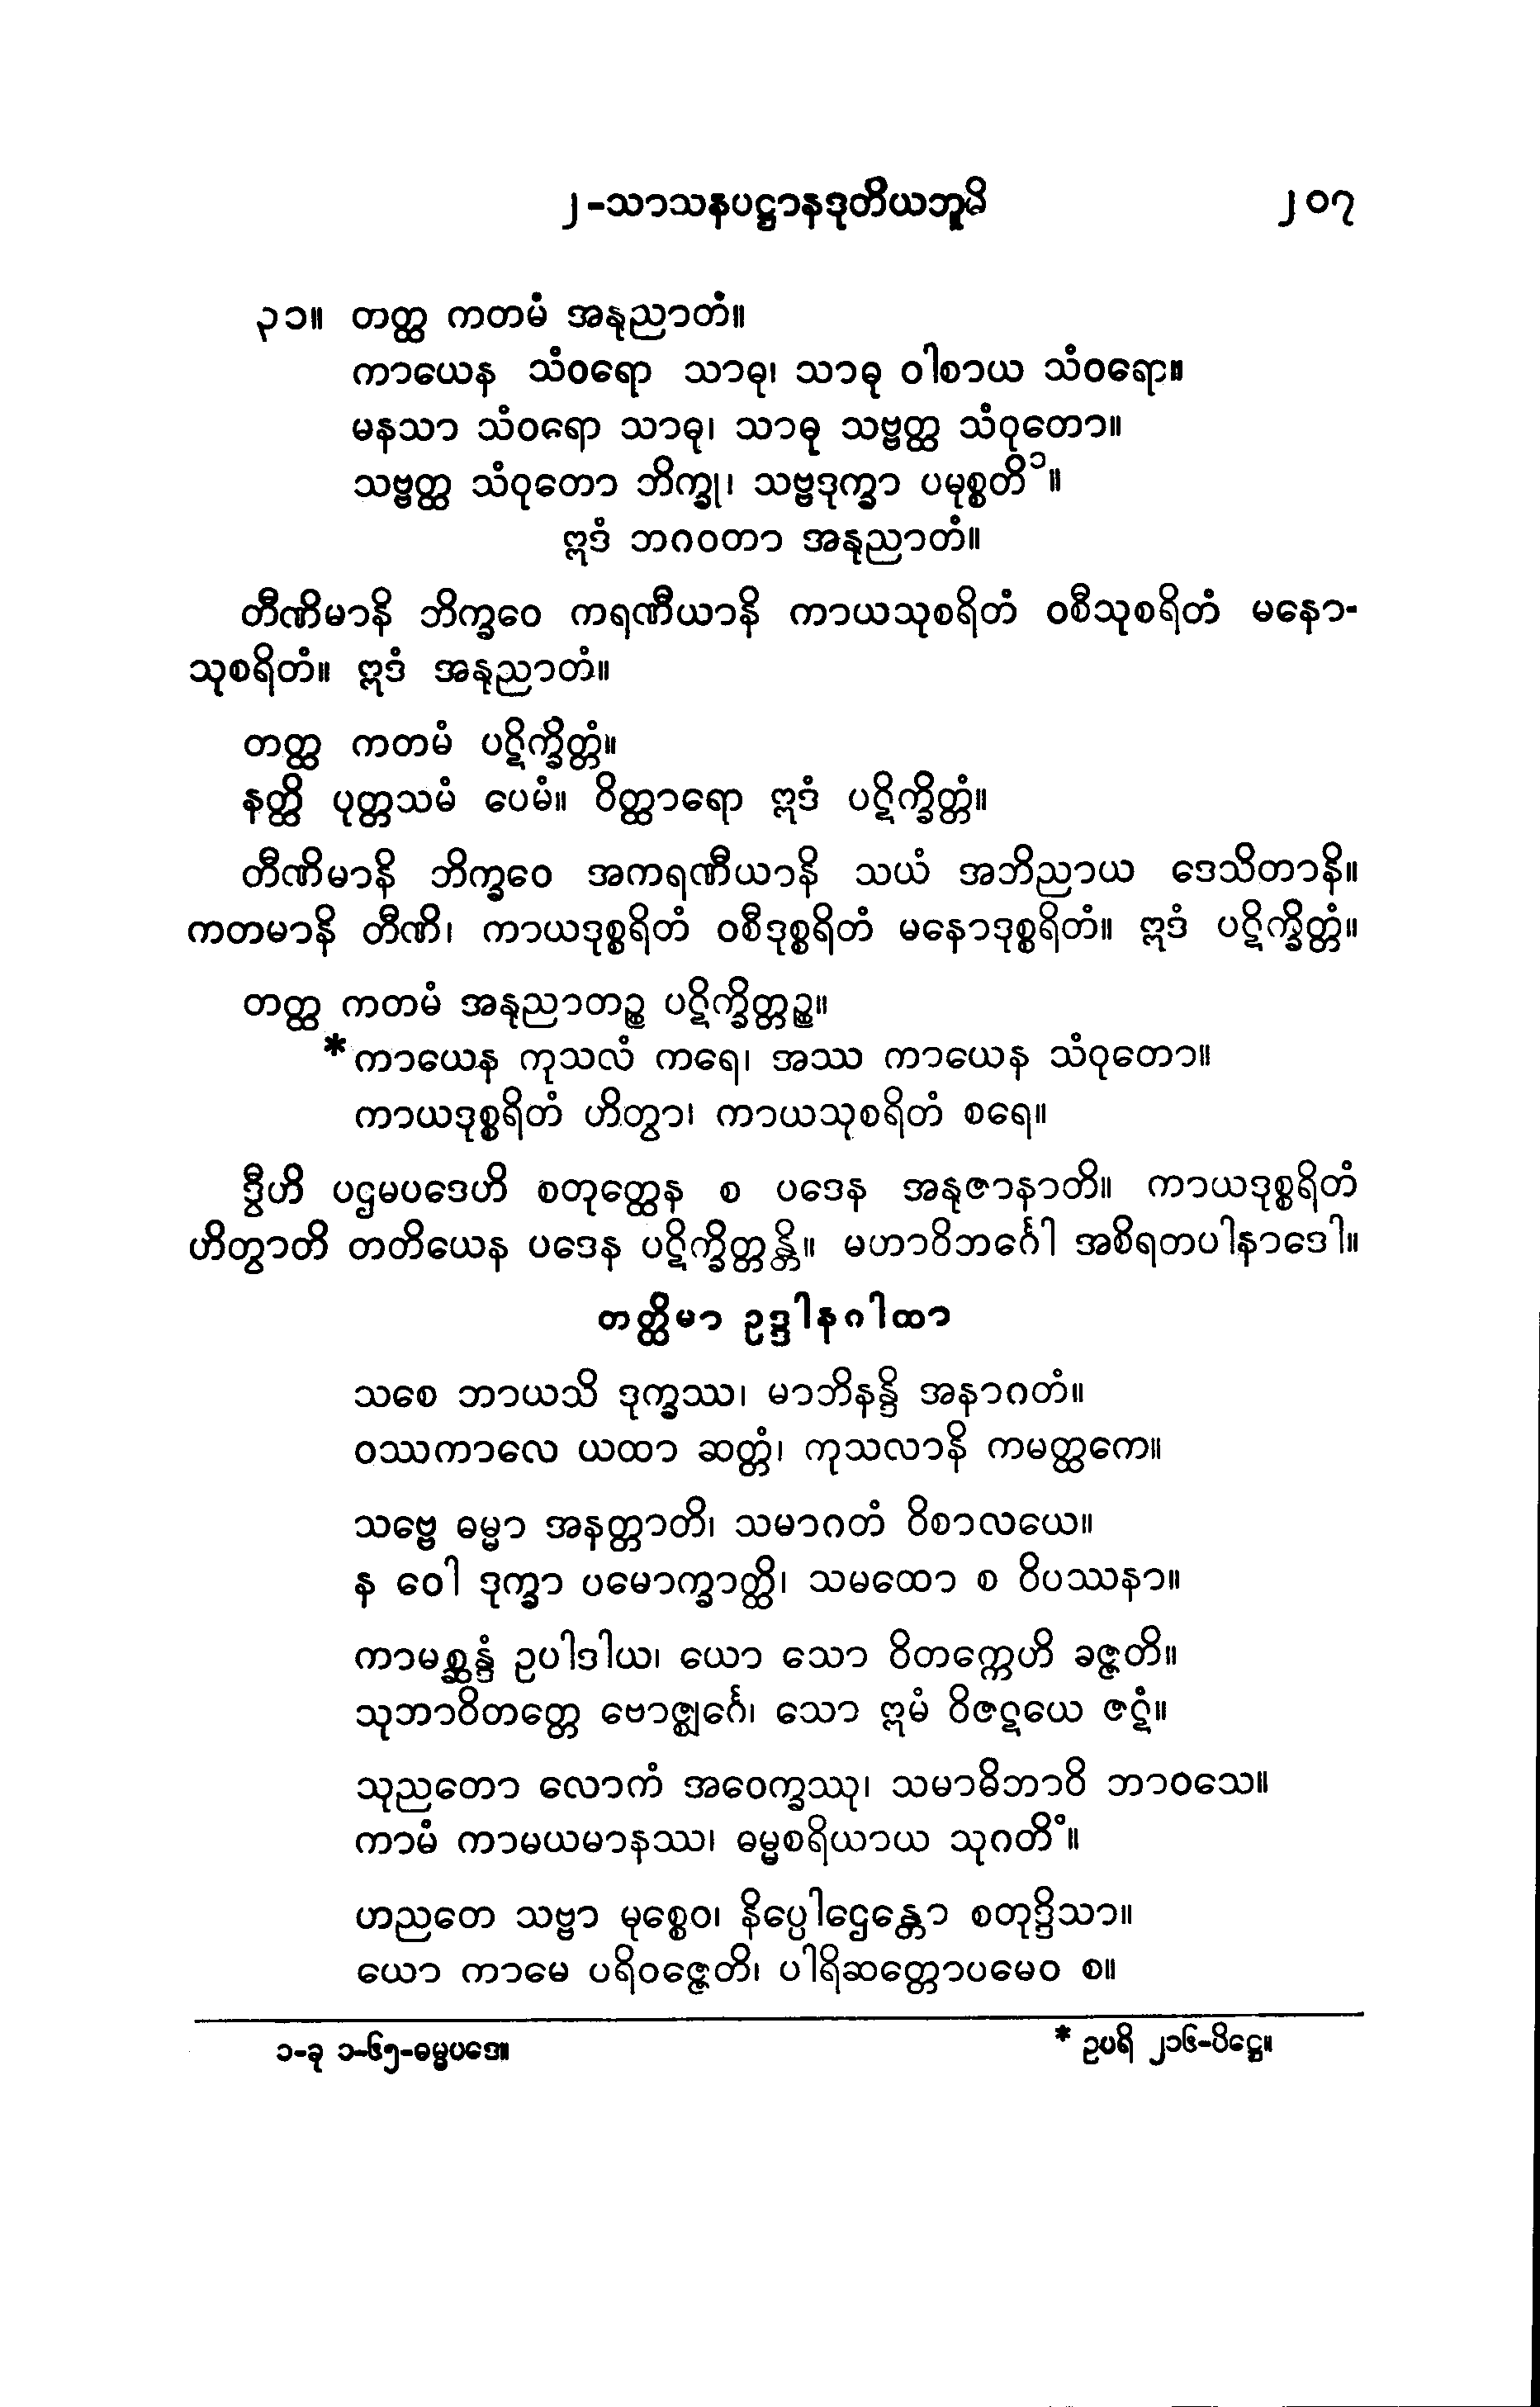 ၂-သာသနပဋ္ဌာနဒုတိယဘူမိ ၂၀၇
၃၁။ တတ္ထ ကတမံ အနုညာတံ။
ကာယေန သံဝရော သာဓု၊ သာဓု ဝါစာယ သံဝရော။
မနသာ သံဝရော သာဓု၊ သာဓု သဗ္ဗတ္ထ သံဝုတော။
သဗ္ဗတ္ထ သံဝုတော ဘိက္ခု၊ သဗ္ဗဒုက္ခာ ပမုစ္စတိ ၁။
ဣဒံ ဘဂဝတာ အနုညာတံ။
တီဏိမာနိ ဘိက္ခဝေ ကရဏီယာနိ ကာယသုစရိတံ ဝစီသုစရိတံ မနော-
သုစရိတံ။ ဣဒံ အနုညာတံ။
တတ္ထ ကတမံ ပဋိက္ခိတ္တံ။
နတ္ထိ ပုတ္တသမံ ပေမံ။ ဝိတ္ထာရော ဣဒံ ပဋိက္ခိတ္တံ။
တီဏိမာနိ ဘိက္ခဝေ အကရဏီယာနိ သယံ အဘိညာယ ဒေသိတာနိ။
ကတမာနိ တီဏိ၊ ကာယဒုစ္စရိတံ ဝစီဒုစ္စရိတံ မနောဒုစ္စရိတံ။ ဣဒံ ပဋိက္ခိတ္တံ။
တတ္ထ ကတမံ အနုညာတဉ္စ ပဋိက္ခိတ္တဉ္စ။
*ကာယေန ကုသလံ ကရေ၊ အဿ ကာယေန သံဝုတော။
ကာယဒုစ္စရိတံ ဟိတွာ၊ ကာယသုစရိတံ စရေ။
ဒွီဟိ ပဌမပဒေဟိ စတုတ္ထေန စ ပဒေန အနုဇာနာတိ။ ကာယဒုစ္စရိတံ
ဟိတွာတိ တတိယေန ပဒေန ပဋိက္ခိတ္တန္တိ။ မဟာဝိဘင်္ဂေါ အစိရတပါနာဒေါ။
တတ္ထိမာ ဥဒ္ဒါနဂါထာ
သစေ ဘာယသိ ဒုက္ခဿ၊ မာဘိနန္ဒိ အနာဂတံ။
ဝဿကာလေ ယထာ ဆတ္တံ၊ ကုသလာနိ ကမတ္ထကေ။
သဗ္ဗေ ဓမ္မာ အနတ္တာတိ၊ သမာဂတံ ဝိစာလယေ။
န ဝေါ ဒုက္ခာ ပမောက္ခာတ္ထိ၊ သမထော စ ဝိပဿနာ။
ကာမစ္ဆန္ဒံ ဥပါဒါယ၊ ယော သော ဝိတက္ကေဟိ ခဇ္ဇတိ။
သုဘာဝိတတ္တေ ဗောဇ္ဈင်္ဂေ၊ သော ဣမံ ဝိဇဋယေ ဇဋံ။
သုညတော လောကံ အဝေက္ခဿု၊ သမာဓိဘာဝိ ဘာဝသေ။
ကာမံ ကာမယမာနဿ၊ ဓမ္မစရိယာယ သုဂတိံ။
ဟညတေ သဗ္ဗာ မုစ္စေဝ၊ နိပ္ပေါဌေန္တော စတုဒ္ဒိသာ။
ယော ကာမေ ပရိဝဇ္ဇေတိ၊ ပါရိဆတ္တောပမေဝ စ။
၁-ခု ၁-၆၅-ဓမ္မပဒေ။ * ဥပရိ ၂၁၆-ပိဋ္ဌေ။